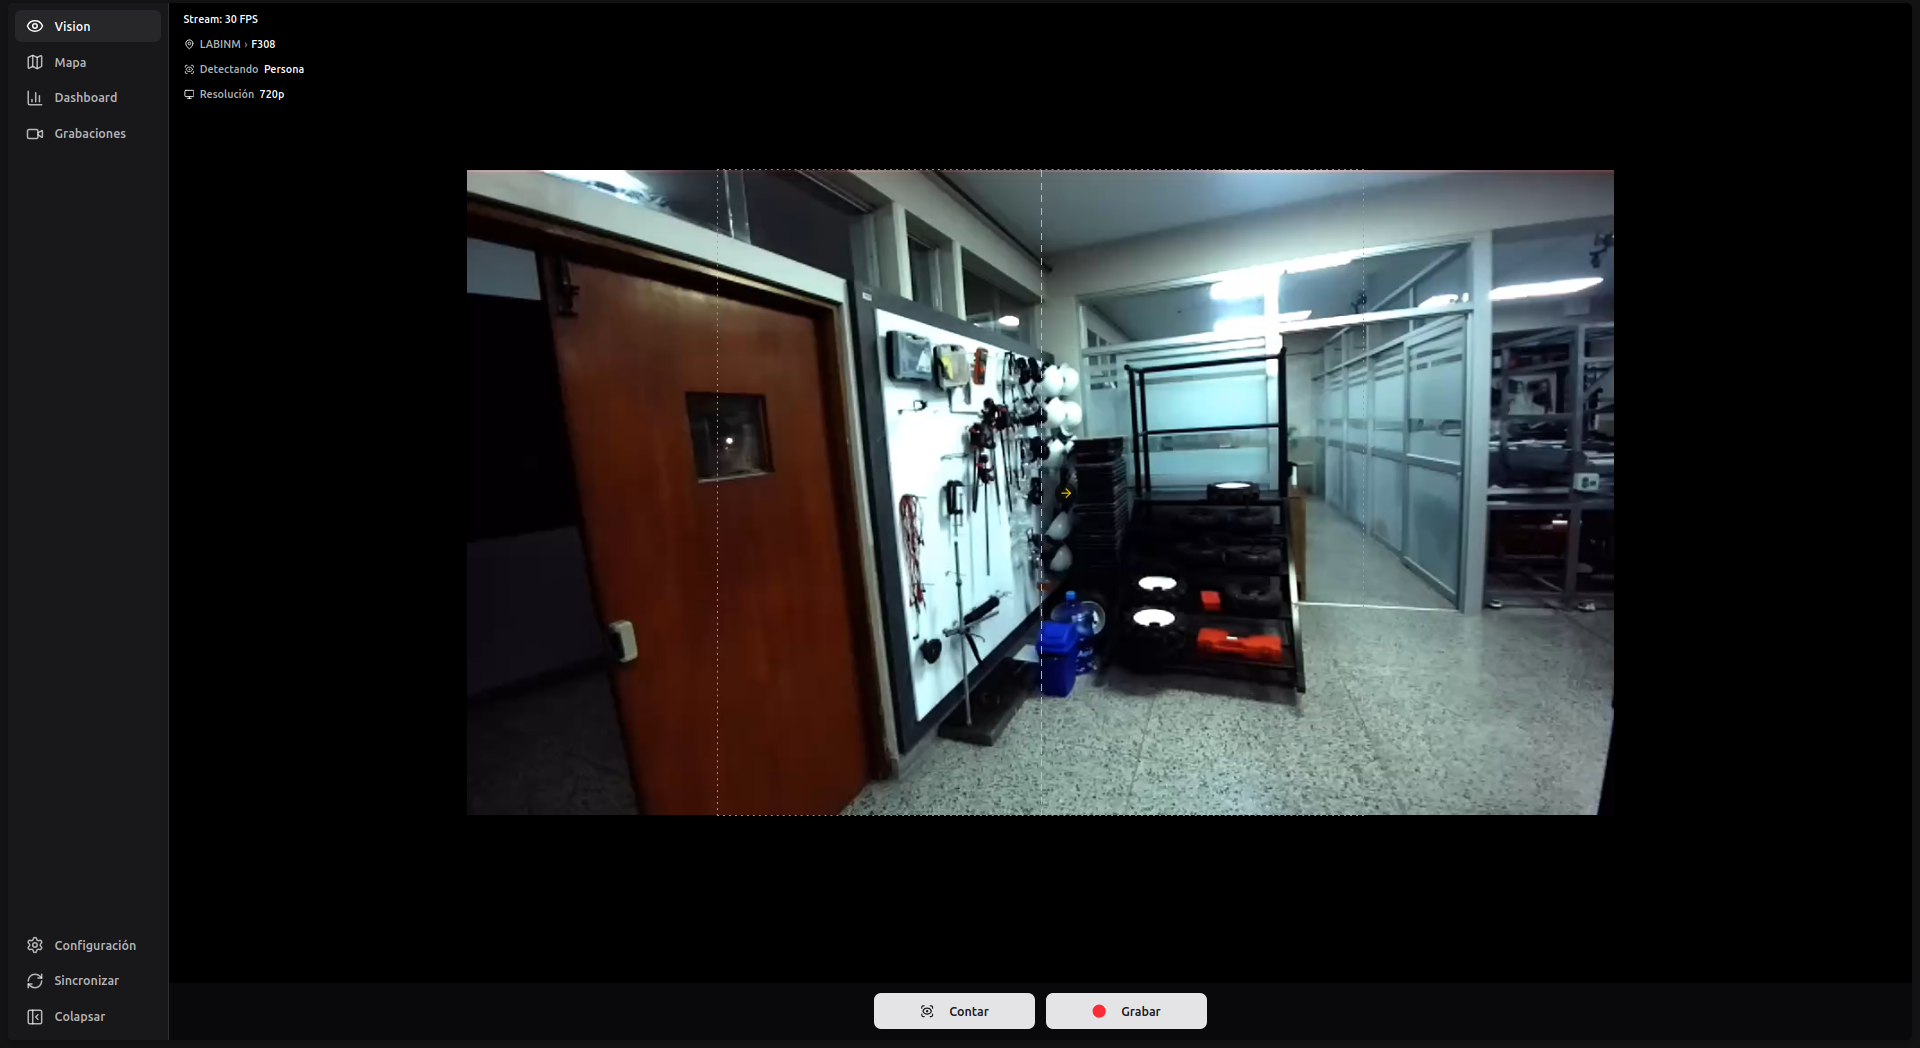 Vision
Mapa
Dashboard
Grabaciones
Stream: 30 FPS
LABINM › F308
Detectando Persona
Resolución 720p
Configuración
Sincronizar
Colapsar
Contar
Grabar